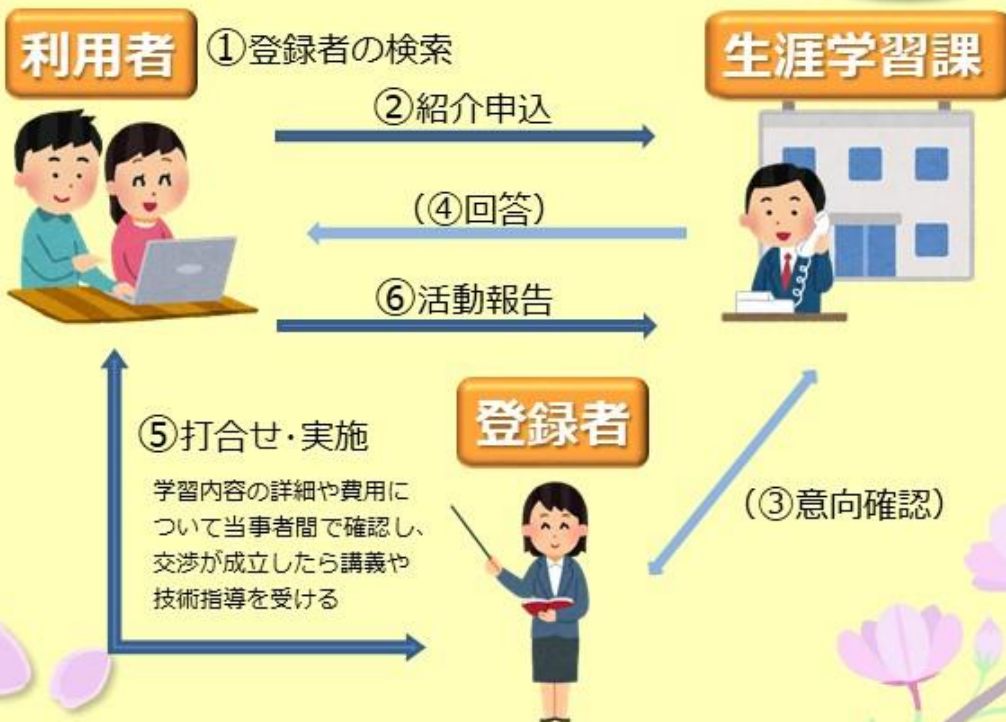 利用者
①登録者の検索
生涯学習課
②紹介申込
(④回答)
⑥活動報告
登録者
⑤打合せ・実施
学習内容の詳細や費用に
ついて当事者間で確認し、
交渉が成立したら講義や
技術指導を受ける
(③意向確認)